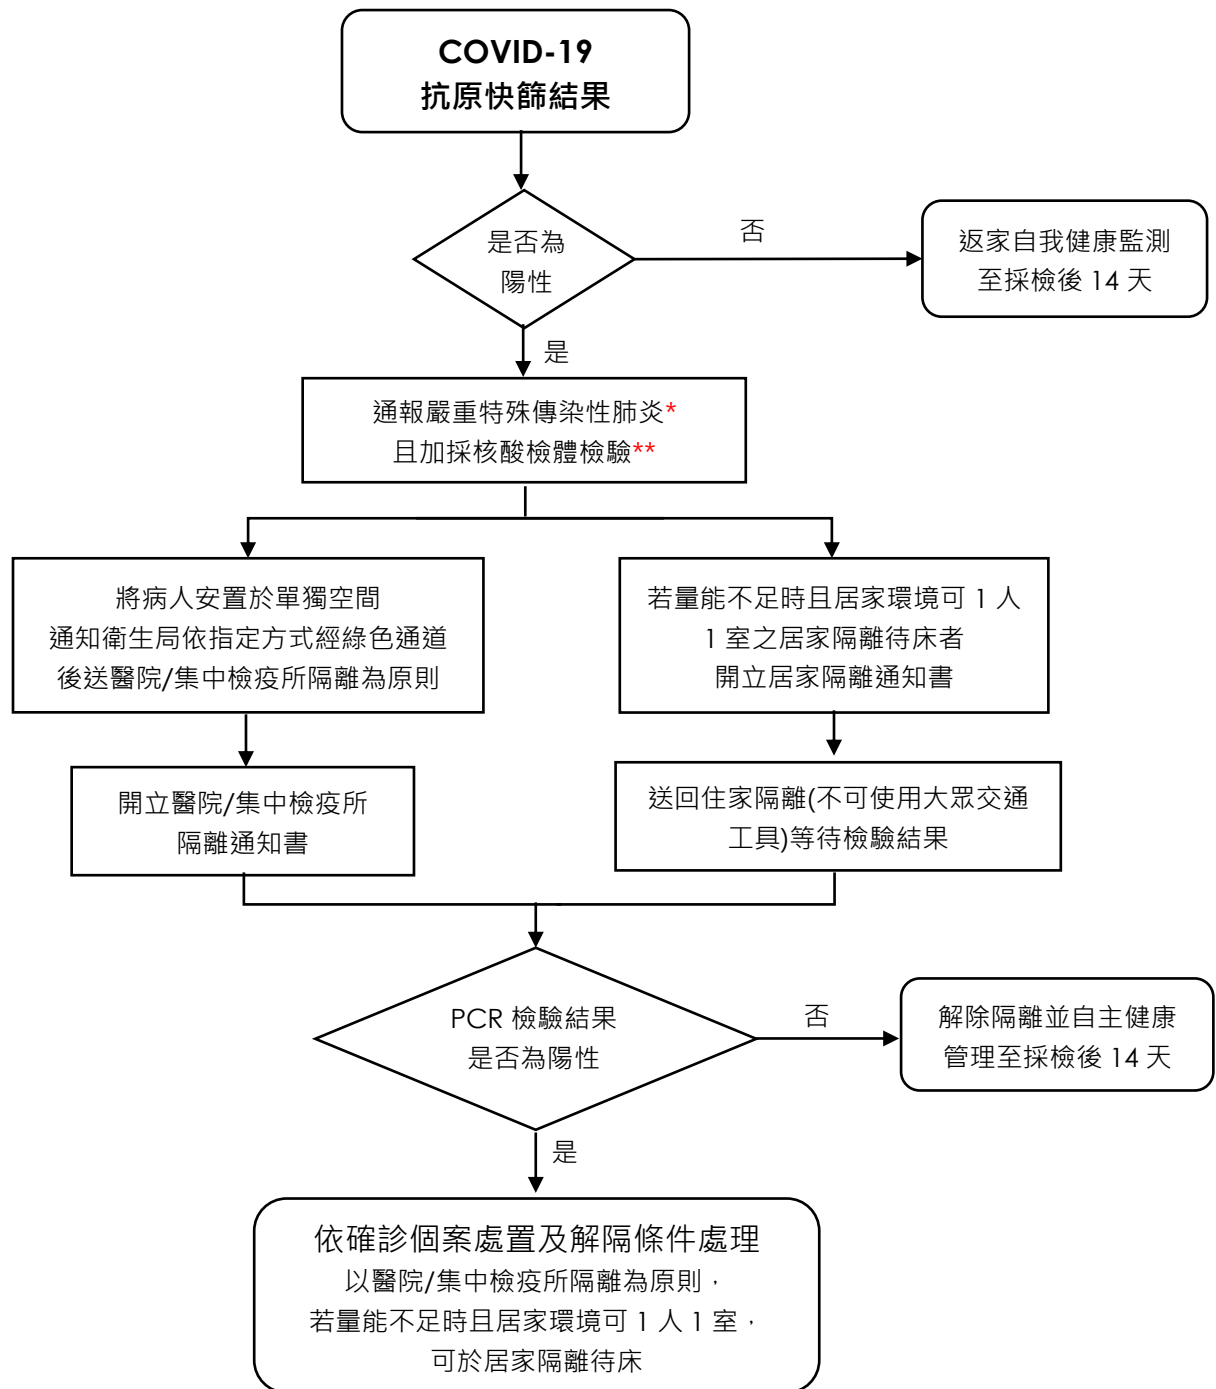 COVID-19
抗原快篩結果
是否為
陽性
否
返家自我健康監測
至採檢後 14 天
是
通報嚴重特殊傳染性肺炎*
且加採核酸檢體檢驗**
將病人安置於單獨空間
通知衛生局依指定方式經綠色通道
後送醫院/集中檢疫所隔離為原則
若量能不足時且居家環境可 1 人
1 室之居家隔離待床者
開立居家隔離通知書
開立醫院/集中檢疫所
隔離通知書
送回住家隔離(不可使用大眾交通
工具)等待檢驗結果
PCR 檢驗結果
是否為陽性
否
解除隔離並自主健康
管理至採檢後 14 天
是
依確診個案處置及解隔條件處理
以醫院/集中檢疫所隔離為原則，
若量能不足時且居家環境可 1 人 1 室，
可於居家隔離待床